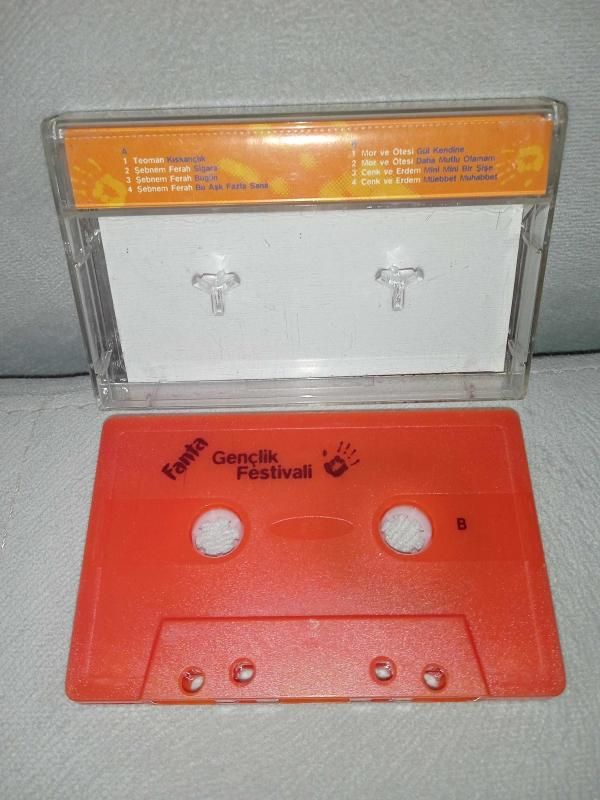 A
1 Teoman Kıskançlık
2 Şebnem Ferah Sigara
3 Şebnem Ferah Bugün
4 Şebnem Ferah Bu Aşk Fazla Sana
1 Mor ve Ötesi Gül Kendine
2 Mor ve Ötesi Daha Mutlu Olamam
3 Cenk ve Erdem Mini Mini Bir Şişe
4 Cenk ve Erdem Müebbet Muhabbet
Fanta
Gençlik
Festivali
B